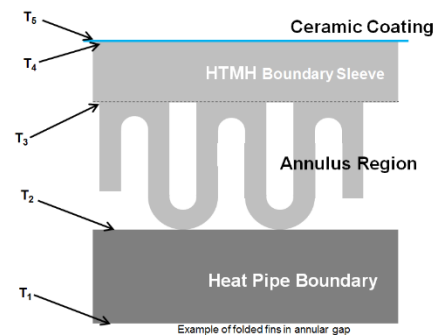 T5
Ceramic Coating
T4
HTMH Boundary Sleeve
T3
Annulus Region
T2
Heat Pipe Boundary
T1
Example of folded fins in annular gap